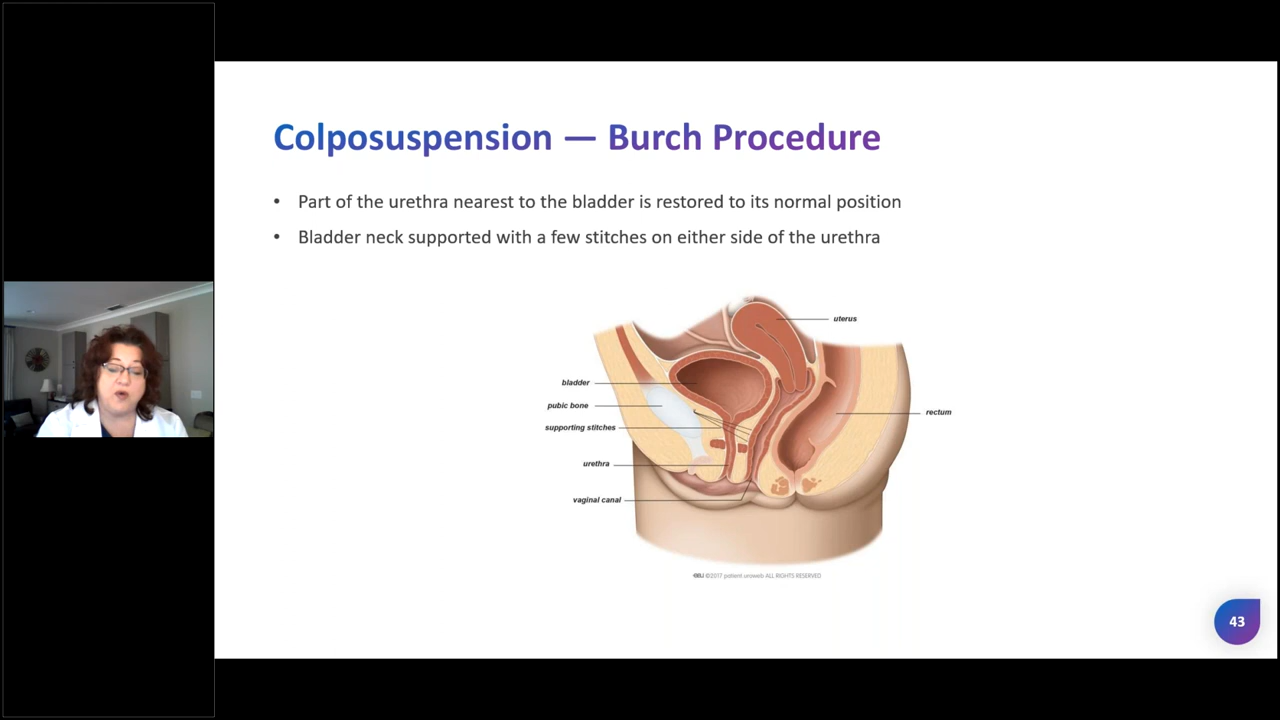 Colposuspension — Burch Procedure
• Part of the urethra nearest to the bladder is restored to its normal position
• Bladder neck supported with a few stitches on either side of the urethra
uterus
bladder
pubic bone
rectum
supporting stitches
urethra
vaginal canal
©2017 patient.uroweb ALL RIGHTS RESERVED
43